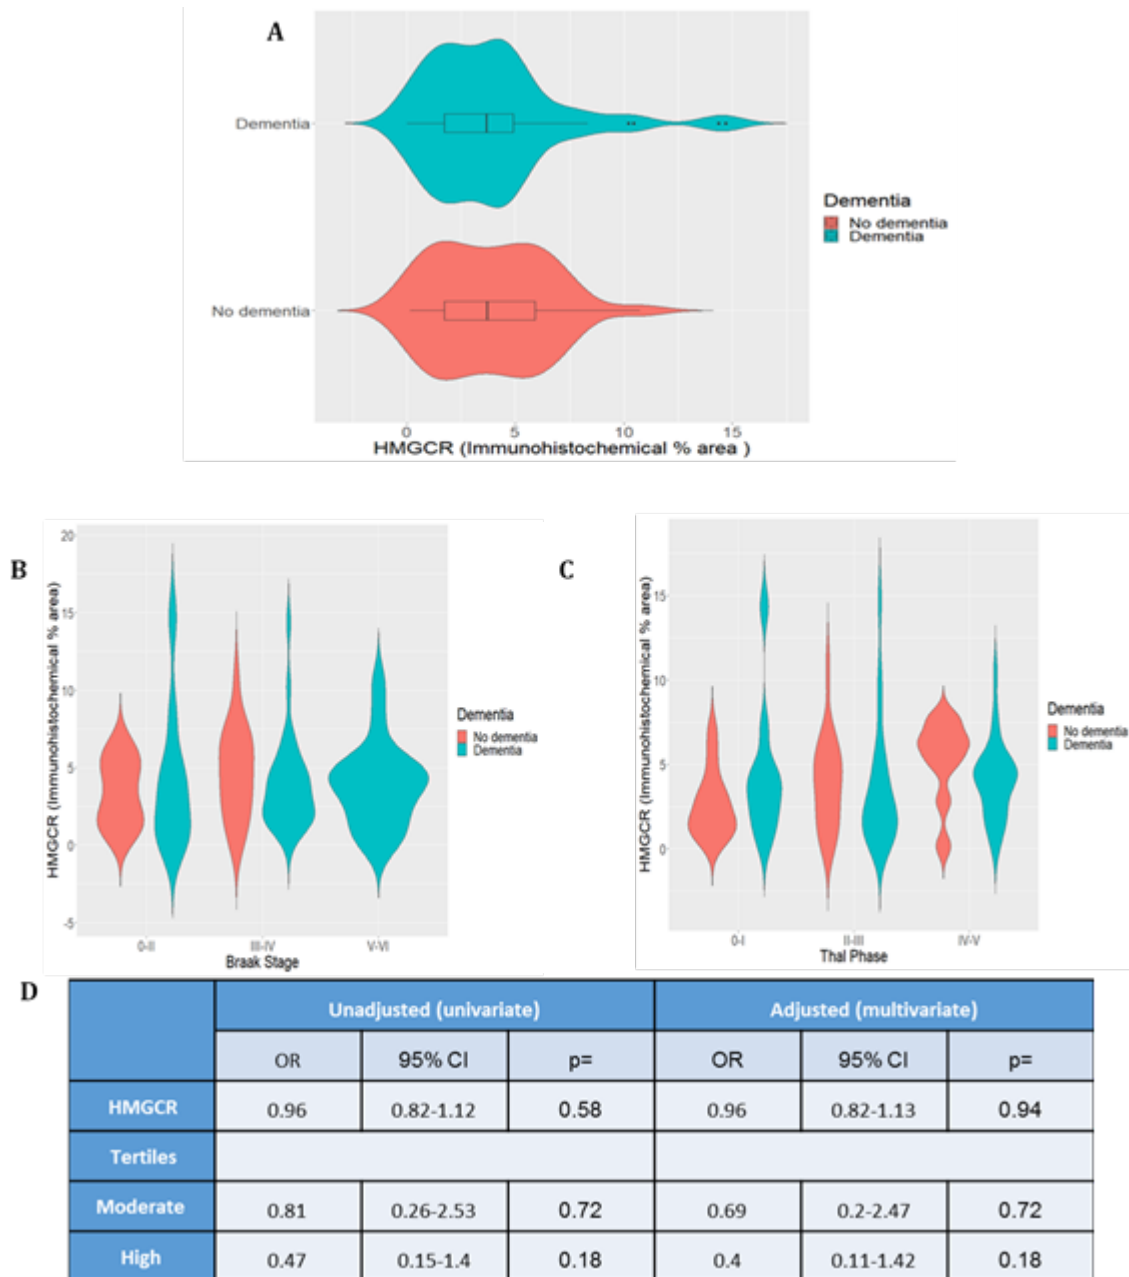 A
Dementia
No dementia
0 5 10 15
HMGCR (Immunohistochemical % area )
Dementia
No dementia
Dementia
B
HMGCR (Immunohistochemical % area)
20
15
10
5
0
-5
0-II III-IV V-VI
Braak Stage
Dementia
No dementia
Dementia
C
HMGCR (Immunohistochemical % area)
15
10
5
0
0-I II-III IV-V
Thal Phase
Dementia
No dementia
Dementia
D
Unadjusted (univariate) Adjusted (multivariate)
OR 95% CI p= OR 95% CI p=
HMGCR 0.96 0.82-1.12 0.58 0.96 0.82-1.13 0.94
Tertiles
Moderate 0.81 0.26-2.53 0.72 0.69 0.2-2.47 0.72
High 0.47 0.15-1.4 0.18 0.4 0.11-1.42 0.18